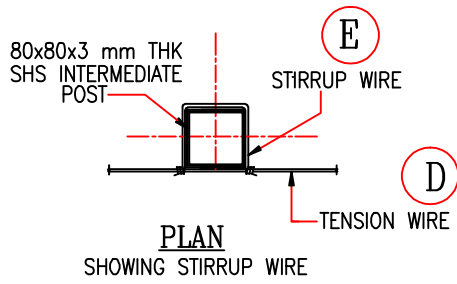 80x80x3 mm THK
SHS INTERMEDIATE
POST
E
STIRRUP WIRE
D
TENSION WIRE
PLAN
SHOWING STIRRUP WIRE